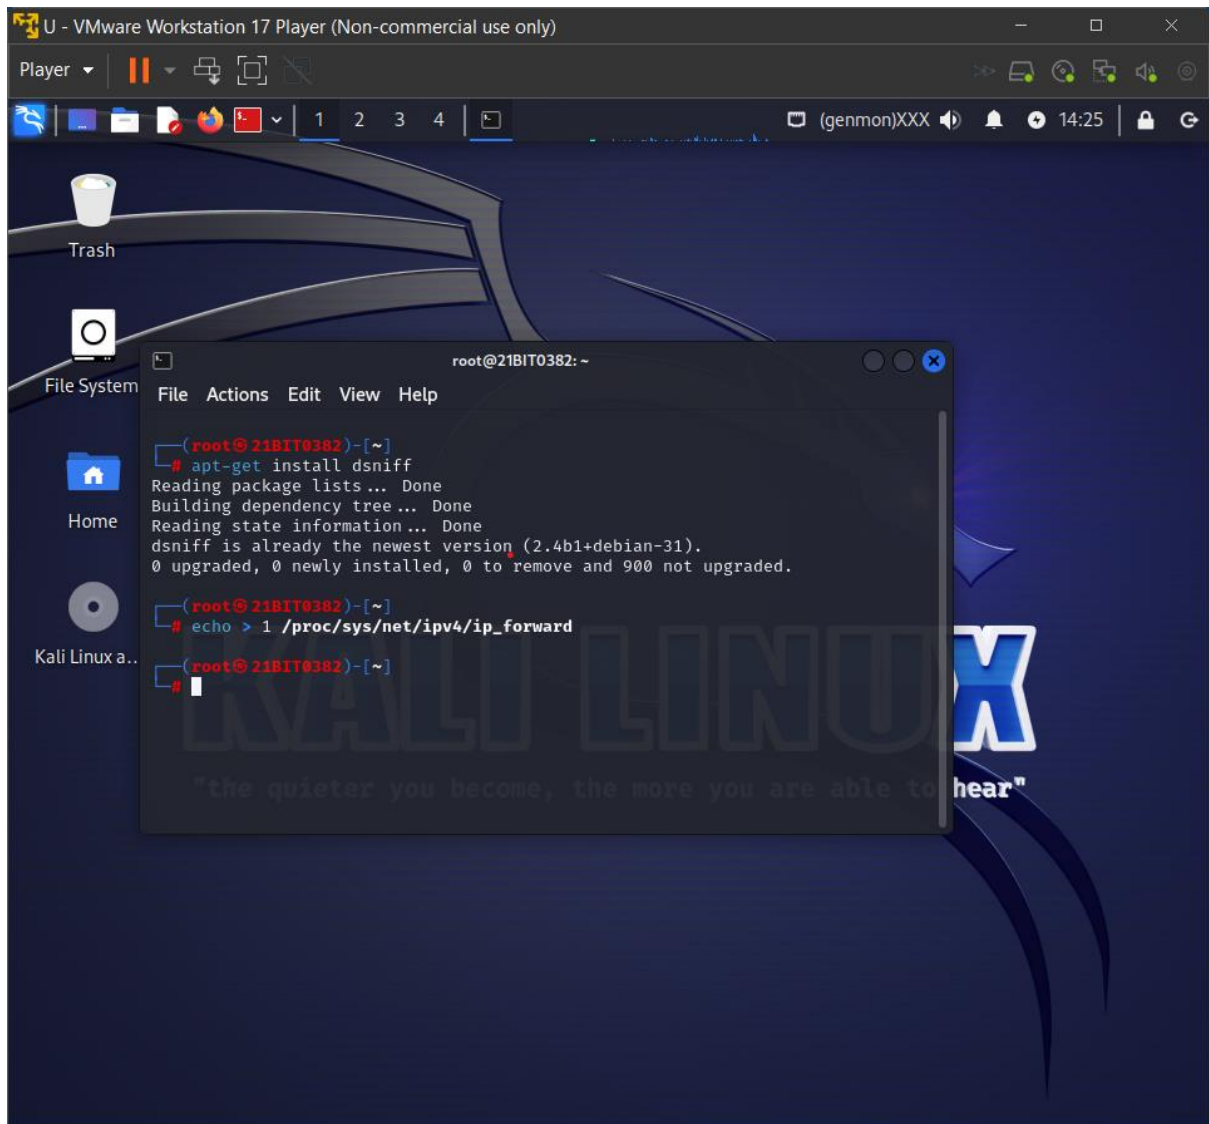 U - VMware Workstation 17 Player (Non-commercial use only)
Player
1 2 3 4 (genmon)XXX 14:25
Trash
File System
root@21BIT0382: ~
File Actions Edit View Help
(root㉿21BIT0382)-[~]
# apt-get install dsniff
Reading package lists... Done
Building dependency tree... Done
Reading state information... Done
dsniff is already the newest version (2.4b1+debian-31).
0 upgraded, 0 newly installed, 0 to remove and 900 not upgraded.
Home
(root㉿21BIT0382)-[~]
# echo > 1 /proc/sys/net/ipv4/ip_forward
Kali Linux a...
(root㉿21BIT0382)-[~]
#
KALI LINUX
"the quieter you become, the more you are able to hear"